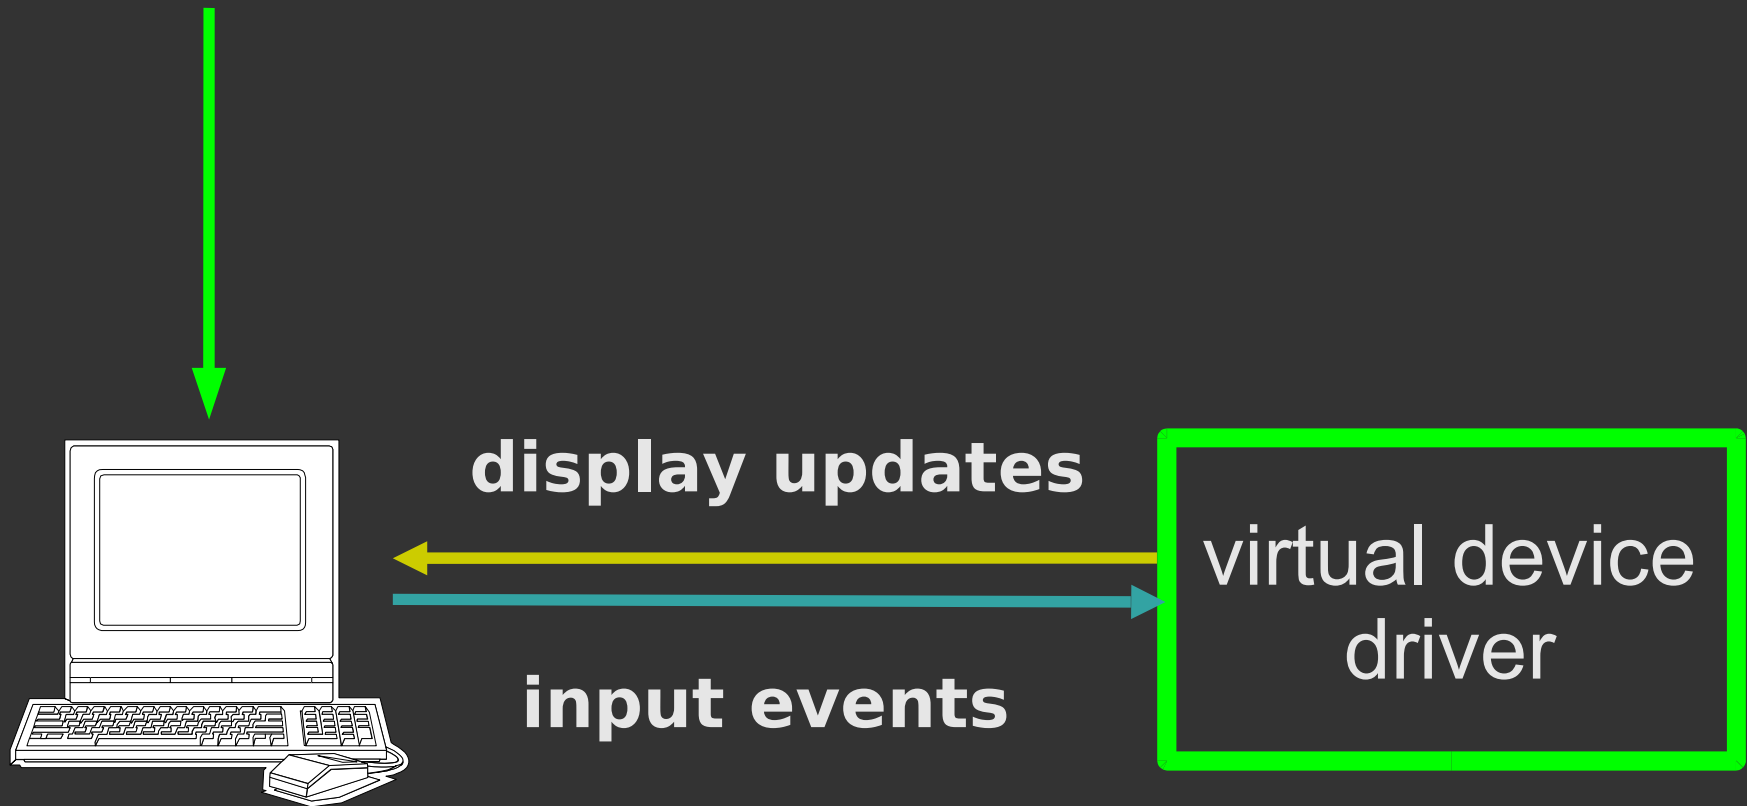 display updates
virtual device
driver
input events